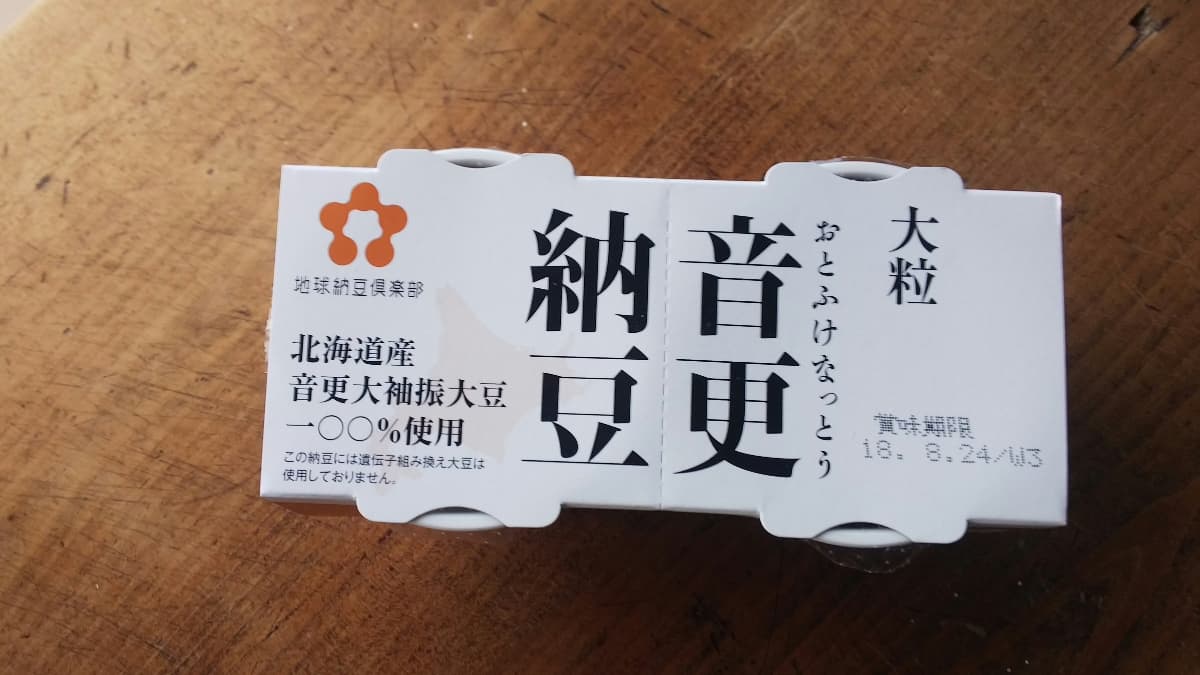 大粒
おとふけなっとう
音更
納豆
地球納豆倶楽部
北海道産
音更大袖振大豆
一〇〇%使用
この納豆には遺伝子組み換え大豆は
使用しておりません。
賞味期限
18. 8.24/W3